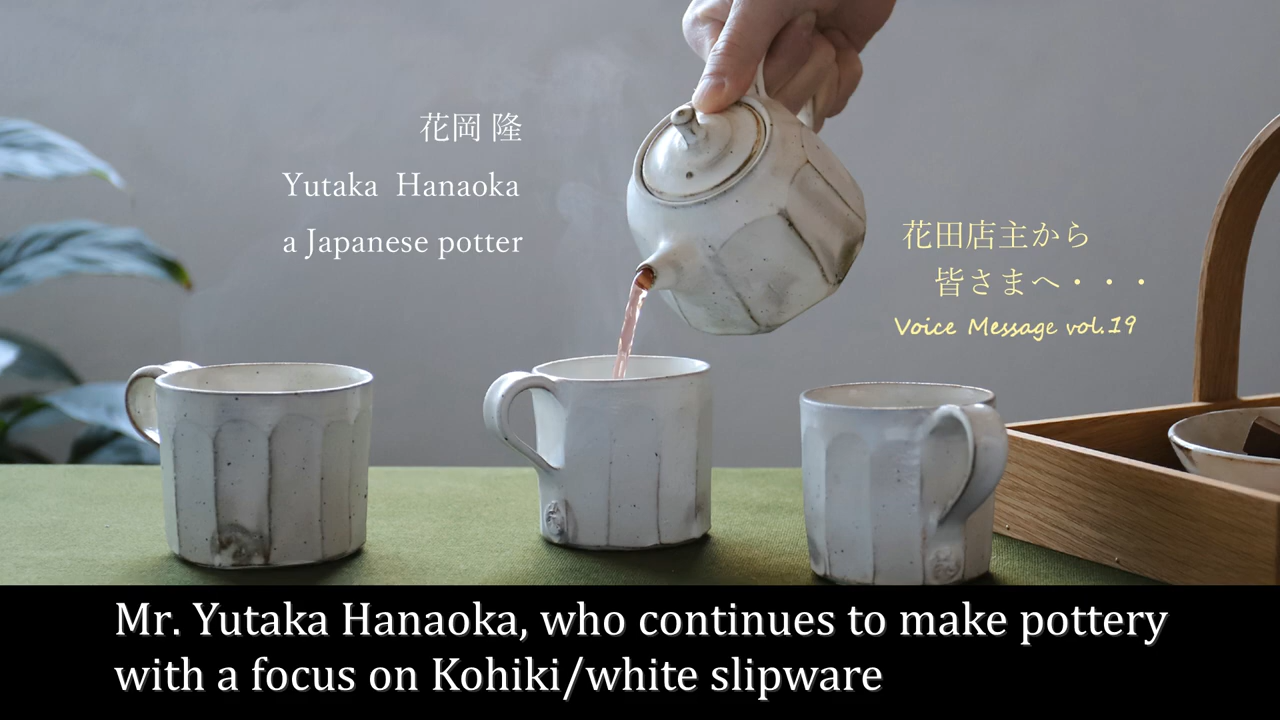 花岡 隆
Yutaka Hanaoka
a Japanese potter
花田店主から
皆さまへ・・・
Voice Message vol.19
Mr. Yutaka Hanaoka, who continues to make pottery
with a focus on Kohiki/white slipware